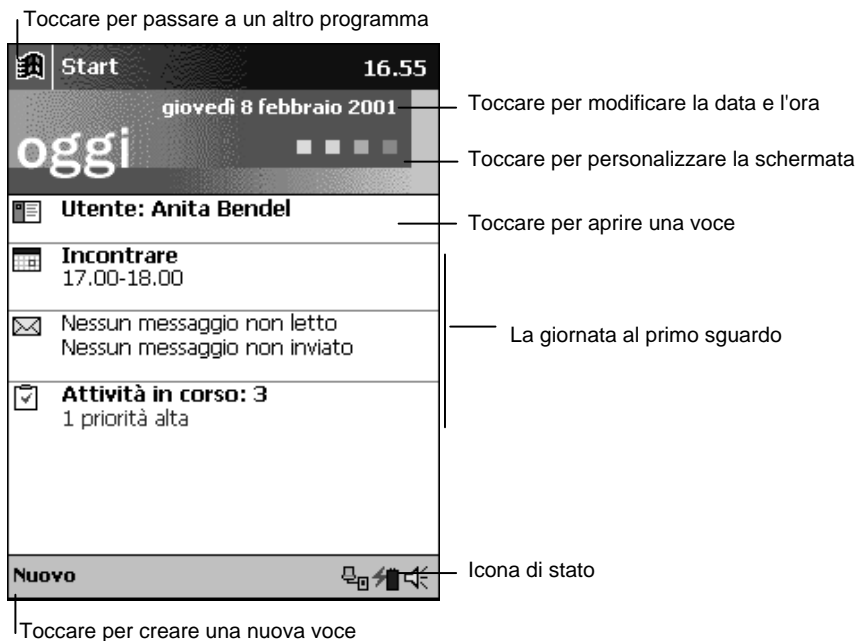 Toccare per passare a un altro programma
Start 16.55
giovedì 8 febbraio 2001
Toccare per modificare la data e l'ora
oggi
Toccare per personalizzare la schermata
Utente: Anita Bendel
Toccare per aprire una voce
Incontrare
17.00-18.00
Nessun messaggio non letto
Nessun messaggio non inviato
La giornata al primo sguardo
Attività in corso: 3
1 priorità alta
Nuovo
Icona di stato
Toccare per creare una nuova voce